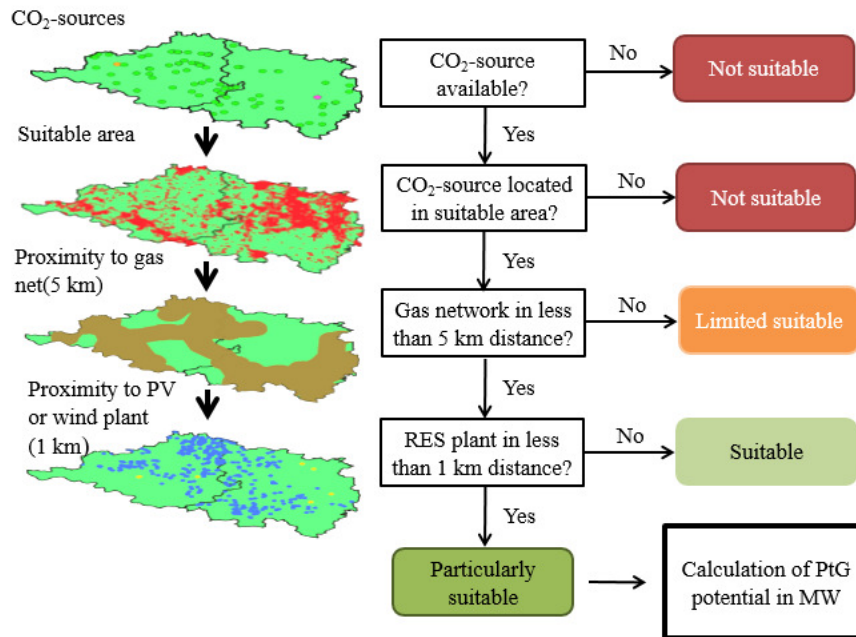 CO₂-sources
Suitable area
Proximity to gas
net(5 km)
Proximity to PV
or wind plant
(1 km)
CO₂-source
available?
No
Not suitable
Yes
CO₂-source located
in suitable area?
No
Not suitable
Yes
Gas network in less
than 5 km distance?
No
Limited suitable
Yes
RES plant in less
than 1 km distance?
No
Suitable
Yes
Particularly
suitable
Calculation of PtG
potential in MW